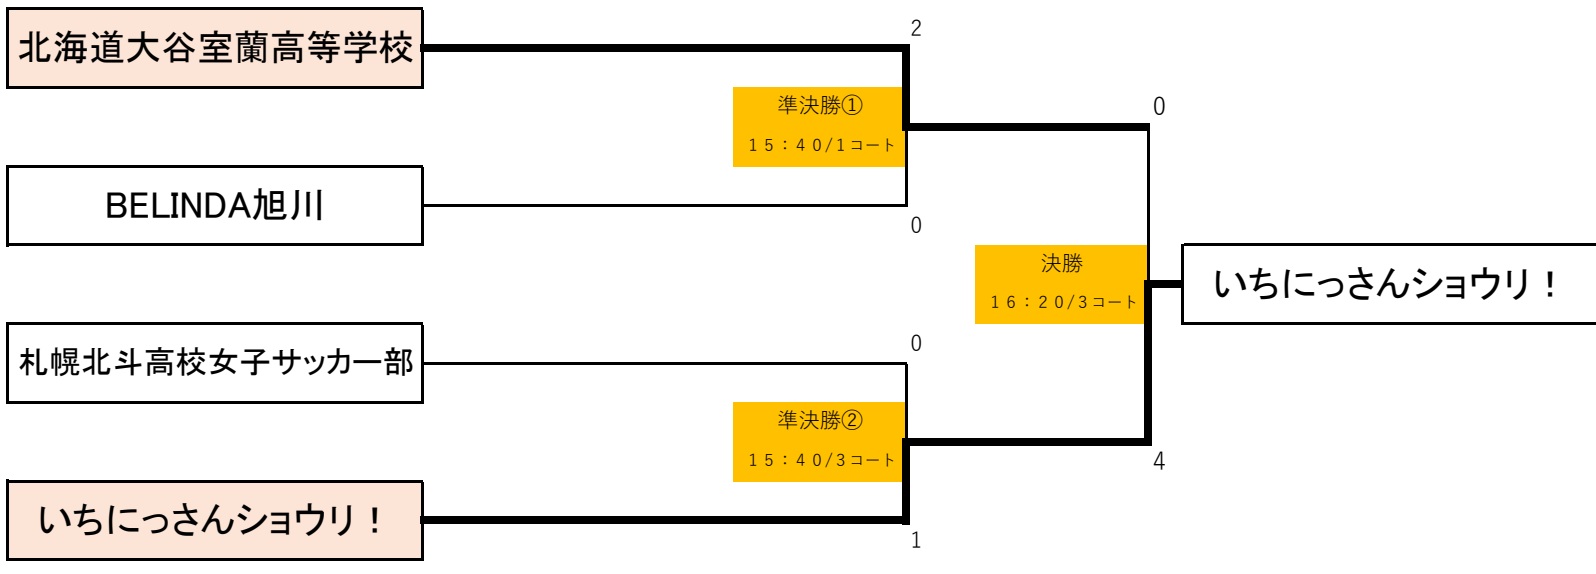 北海道大谷室蘭高等学校
2
準決勝①
15：40/1コート
0
BELINDA旭川
0
決勝
16：20/3コート
いちにっさんショウリ！
札幌北斗高校女子サッカー部
0
準決勝②
15：40/3コート
4
いちにっさんショウリ！
1